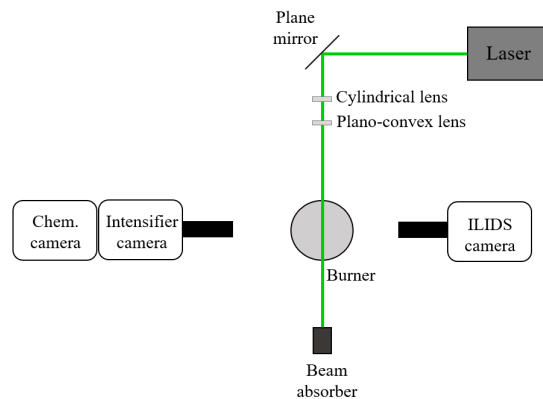 Plane
mirror
Laser
Cylindrical lens
Plano-convex lens
Chem.
camera
Intensifier
camera
ILIDS
camera
Burner
Beam
absorber